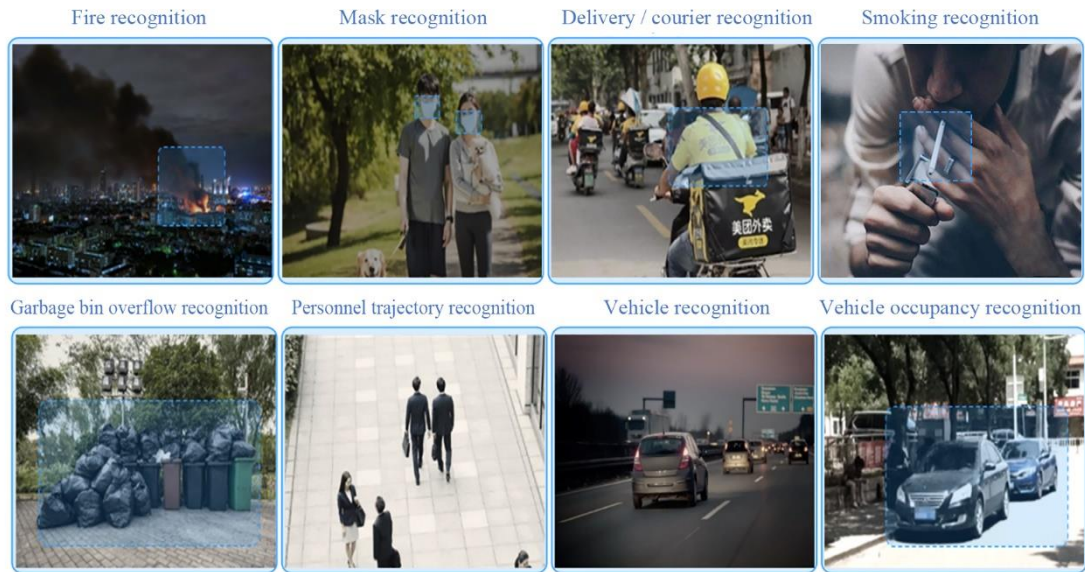 Fire recognition
Mask recognition
Delivery / courier recognition
Smoking recognition
美团外卖
Garbage bin overflow recognition
Personnel trajectory recognition
Vehicle recognition
Vehicle occupancy recognition